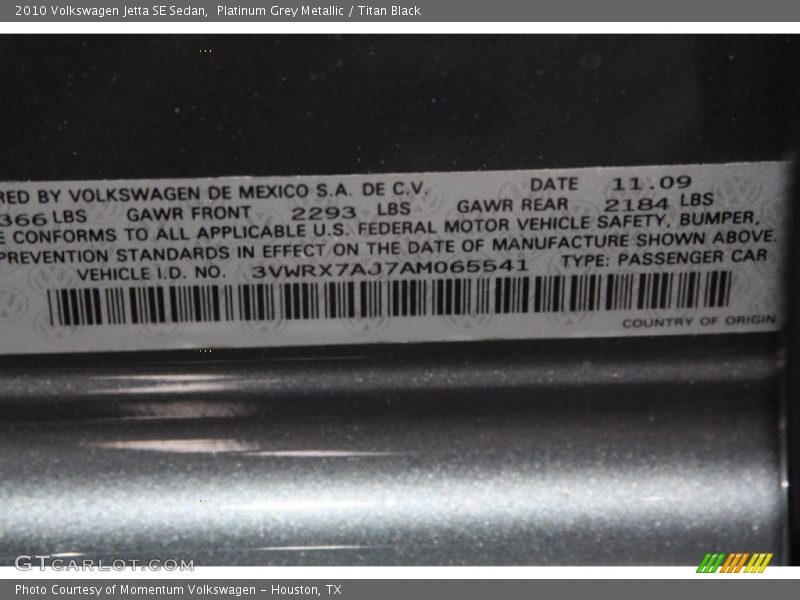 2010 Volkswagen Jetta SE Sedan, Platinum Grey Metallic / Titan Black
RED BY VOLKSWAGEN DE MEXICO S.A. DE C.V. DATE 11.09
366 LBS GAWR FRONT 2293 LBS GAWR REAR 2184 LBS
E CONFORMS TO ALL APPLICABLE U.S. FEDERAL MOTOR VEHICLE SAFETY, BUMPER,
PREVENTION STANDARDS IN EFFECT ON THE DATE OF MANUFACTURE SHOWN ABOVE.
VEHICLE I.D. NO. 3VWRX7AJ7AM065541 TYPE: PASSENGER CAR
COUNTRY OF ORIGIN
GTCARLOT.COM
Photo Courtesy of Momentum Volkswagen - Houston, TX